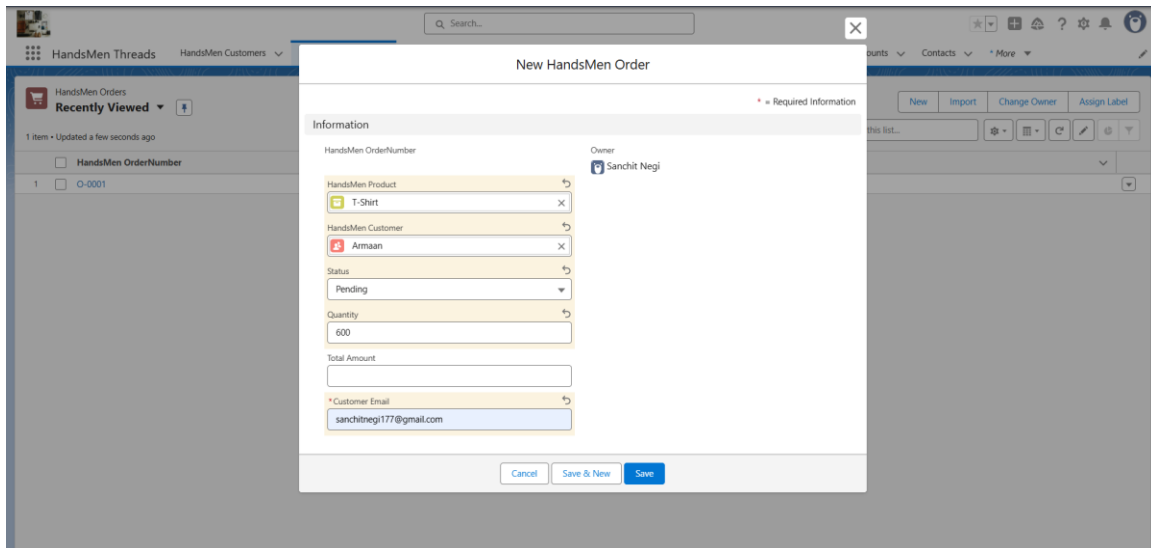 Search...
HandsMen Threads HandsMen Customers ounts Contacts * More
HandsMen Orders
Recently Viewed
1 item • Updated a few seconds ago
New Import Change Owner Assign Label
this list...
HandsMen OrderNumber
1 O-0001
New HandsMen Order
* = Required Information
Information
HandsMen OrderNumber
Owner
Sanchit Negi
HandsMen Product
T-Shirt
HandsMen Customer
Armaan
Status
Pending
Quantity
600
Total Amount
*Customer Email
sanchitnegi177@gmail.com
Cancel Save & New Save